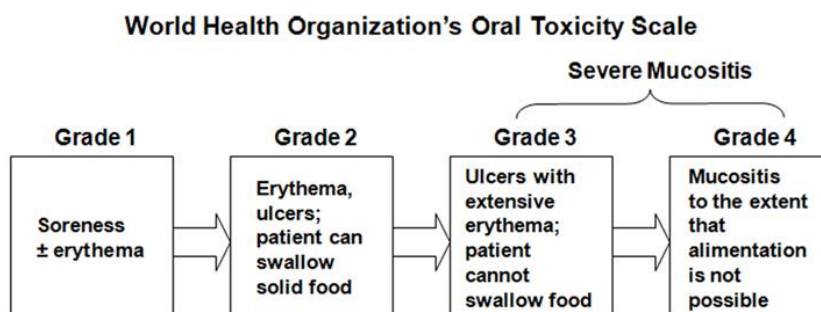 World Health Organization's Oral Toxicity Scale
Severe Mucositis
Grade 1
Grade 2
Grade 3
Grade 4
Soreness
± erythema
Erythema,
ulcers;
patient can
swallow
solid food
Ulcers with
extensive
erythema;
patient
cannot
swallow food
Mucositis
to the extent
that
alimentation
is not
possible